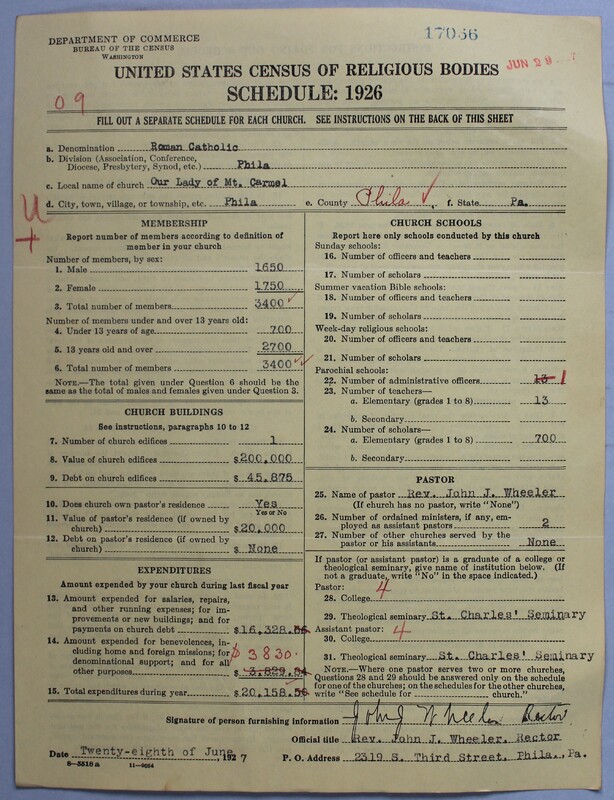 17036
DEPARTMENT OF COMMERCE
BUREAU OF THE CENSUS
WASHINGTON
JUN 29
UNITED STATES CENSUS OF RELIGIOUS BODIES
SCHEDULE: 1926
09
FILL OUT A SEPARATE SCHEDULE FOR EACH CHURCH. SEE INSTRUCTIONS ON THE BACK OF THIS SHEET
a. Denomination Roman Catholic
b. Division (Association, Conference, Diocese, Presbytery, Synod, etc.) Phila
c. Local name of church Our Lady of Mt. Carmel
d. City, town, village, or township, etc. Phila e. County Phila ✓. f. State Pa.
U
+
MEMBERSHIP
Report number of members according to definition of
member in your church
Number of members, by sex:
1. Male 1650
2. Female 1750
3. Total number of members 3400 ✓
Number of members under and over 13 years old:
4. Under 13 years of age 700
5. 13 years old and over 2700
6. Total number of members 3400 ✓
NOTE.—The total given under Question 6 should be the
same as the total of males and females given under Question 3.
CHURCH BUILDINGS
See instructions, paragraphs 10 to 12
7. Number of church edifices 1
8. Value of church edifices $200,000
9. Debt on church edifices $45,875
10. Does church own pastor's residence Yes
Yes or No
11. Value of pastor's residence (if owned by
church) $20,000
12. Debt on pastor's residence (if owned by
church) $ None
EXPENDITURES
Amount expended by your church during last fiscal year
13. Amount expended for salaries, repairs,
and other running expenses; for im-
provements or new buildings; and for
payments on church debt $16,328.
14. Amount expended for benevolences, in-
cluding home and foreign missions; for
denominational support; and for all
other purposes $3830. $ 3,829.
15. Total expenditures during year $20,158.
CHURCH SCHOOLS
Report here only schools conducted by this church
Sunday schools:
16. Number of officers and teachers
17. Number of scholars
Summer vacation Bible schools:
18. Number of officers and teachers
19. Number of scholars
Week-day religious schools:
20. Number of officers and teachers
21. Number of scholars
Parochial schools:
22. Number of administrative officers 13 1
23. Number of teachers—
a. Elementary (grades 1 to 8) 13
b. Secondary
24. Number of scholars—
a. Elementary (grades 1 to 8) 700
b. Secondary
PASTOR
25. Name of pastor Rev. John J. Wheeler
(If church has no pastor, write "None")
26. Number of ordained ministers, if any, em-
ployed as assistant pastors 2
27. Number of other churches served by the
pastor or his assistants None
If pastor (or assistant pastor) is a graduate of a college or
theological seminary, give name of institution below. (If
not a graduate, write "No" in the space indicated.)
Pastor:
28. College 4
29. Theological seminary St. Charles' Seminary
Assistant pastor: 4
30. College
31. Theological seminary St. Charles' Seminary
NOTE.—Where one pastor serves two or more churches,
Questions 28 and 29 should be answered only on the schedule
for one of the churches; on the schedules for the other churches,
write "See schedule for church."
Signature of person furnishing information John J Wheeler Rector
Official title Rev. John J. Wheeler, Rector
Date Twenty-eighth of June, 1927 P. O. Address 2319 S. Third Street, Phila., Pa.
8—5518a 11—9554